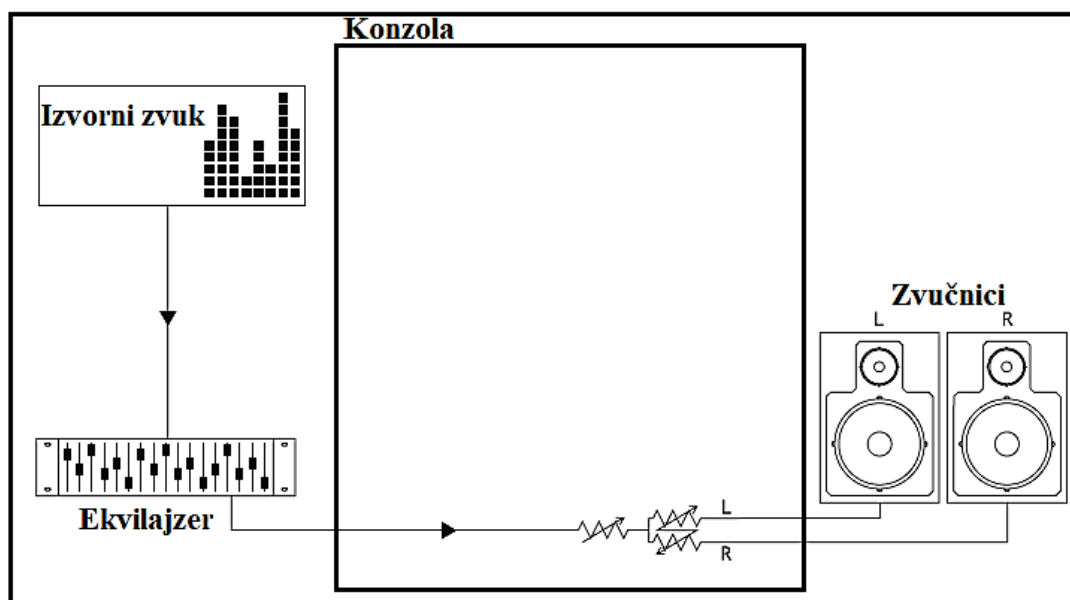 Konzola
Izvorni zvuk
Zvučnici
L
R
Ekvilajzer
L
R